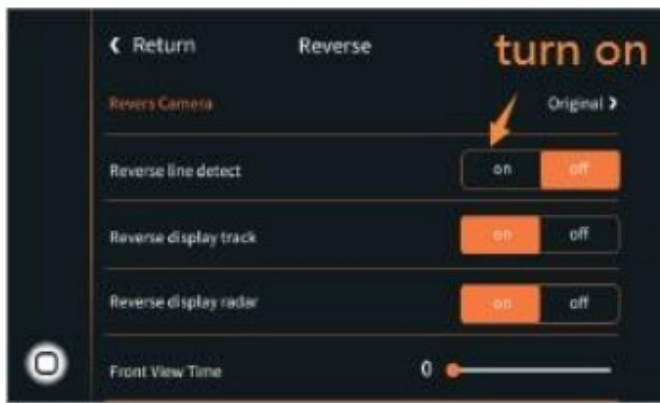 ❮ Return Reverse turn on
Revers Camera Original ❯
Reverse line detect on off
Reverse display track on off
Reverse display radar on off
Front View Time 0